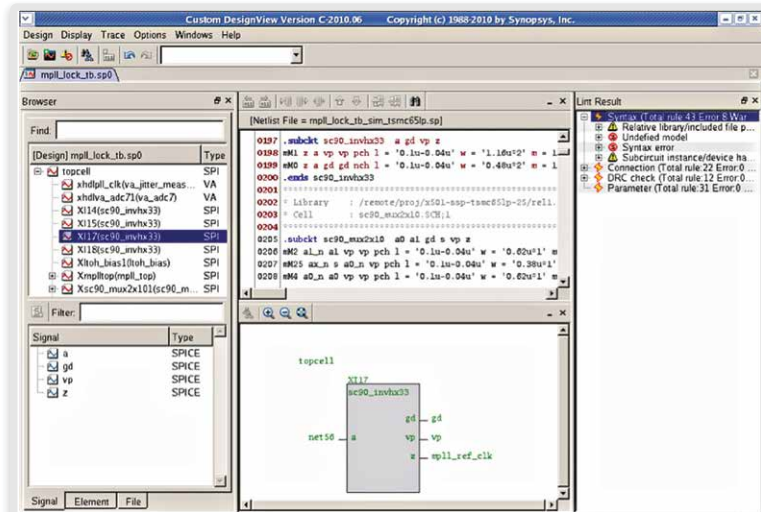 Custom DesignView Version C-2010.06 Copyright (c) 1988-2010 by Synopsys, Inc.
Design Display Trace Options Windows Help
mpll_lock_tb.sp0
Browser
Find:
[Design] mpll_lock_tb.sp0 Type
topcell SPI
xhdlpll_clk(va_jitter_meas... VA
xhdlva_adc71(va_adc7) VA
XI14(sc90_invhx33) SPI
XI15(sc90_invhx33) SPI
XI17(sc90_invhx33) SPI
XI18(sc90_invhx33) SPI
Xltoh_bias1(ltoh_bias) SPI
Xmplltop(mpll_top) SPI
Xsc90_mux2x101(sc90_m... SPI
Filter:
Signal Type
a SPICE
gd SPICE
vp SPICE
z SPICE
Signal Element File
[Netlist File = mpll_lock_tb_sim_tsmc65lp.sp]
0197 .subckt sc90_invhx33 a gd vp z
0198 mM1 z a vp vp pch l = '0.1u-0.04u' w = '1.16u*2' m = 1
0199 mM0 z a gd gd nch l = '0.1u-0.04u' w = '0.48u*2' m = 1
0200 .ends sc90_invhx33
0201 ************************************************
0202 * Library : /remote/proj/x501-ssp-tsmc65lp-25/rel1.
0203 * Cell : sc90_mux2x10.SCH;1
0204 ************************************************
0205 .subckt sc90_mux2x10 a0 a1 gd s vp z
0206 mM2 a1_n a1 vp vp pch l = '0.1u-0.04u' w = '0.62u*1' m
0207 mM25 ax_n s a0_n vp pch l = '0.1u-0.04u' w = '0.38u*1'
0208 mM4 a0_n a0 vp vp pch l = '0.1u-0.04u' w = '0.62u*1' m
topcell
XI17
sc90_invhx33
gd gd
net56 a vp vp
z mpll_ref_clk
Lint Result
Syntax (Total rule:43 Error:8 War
Relative library/included file p...
Undefined model
Syntax error
Subcircuit instance/device ha...
Connection (Total rule:22 Error:0 ...
DRC check (Total rule:12 Error:0...
Parameter (Total rule:31 Error:0 ...